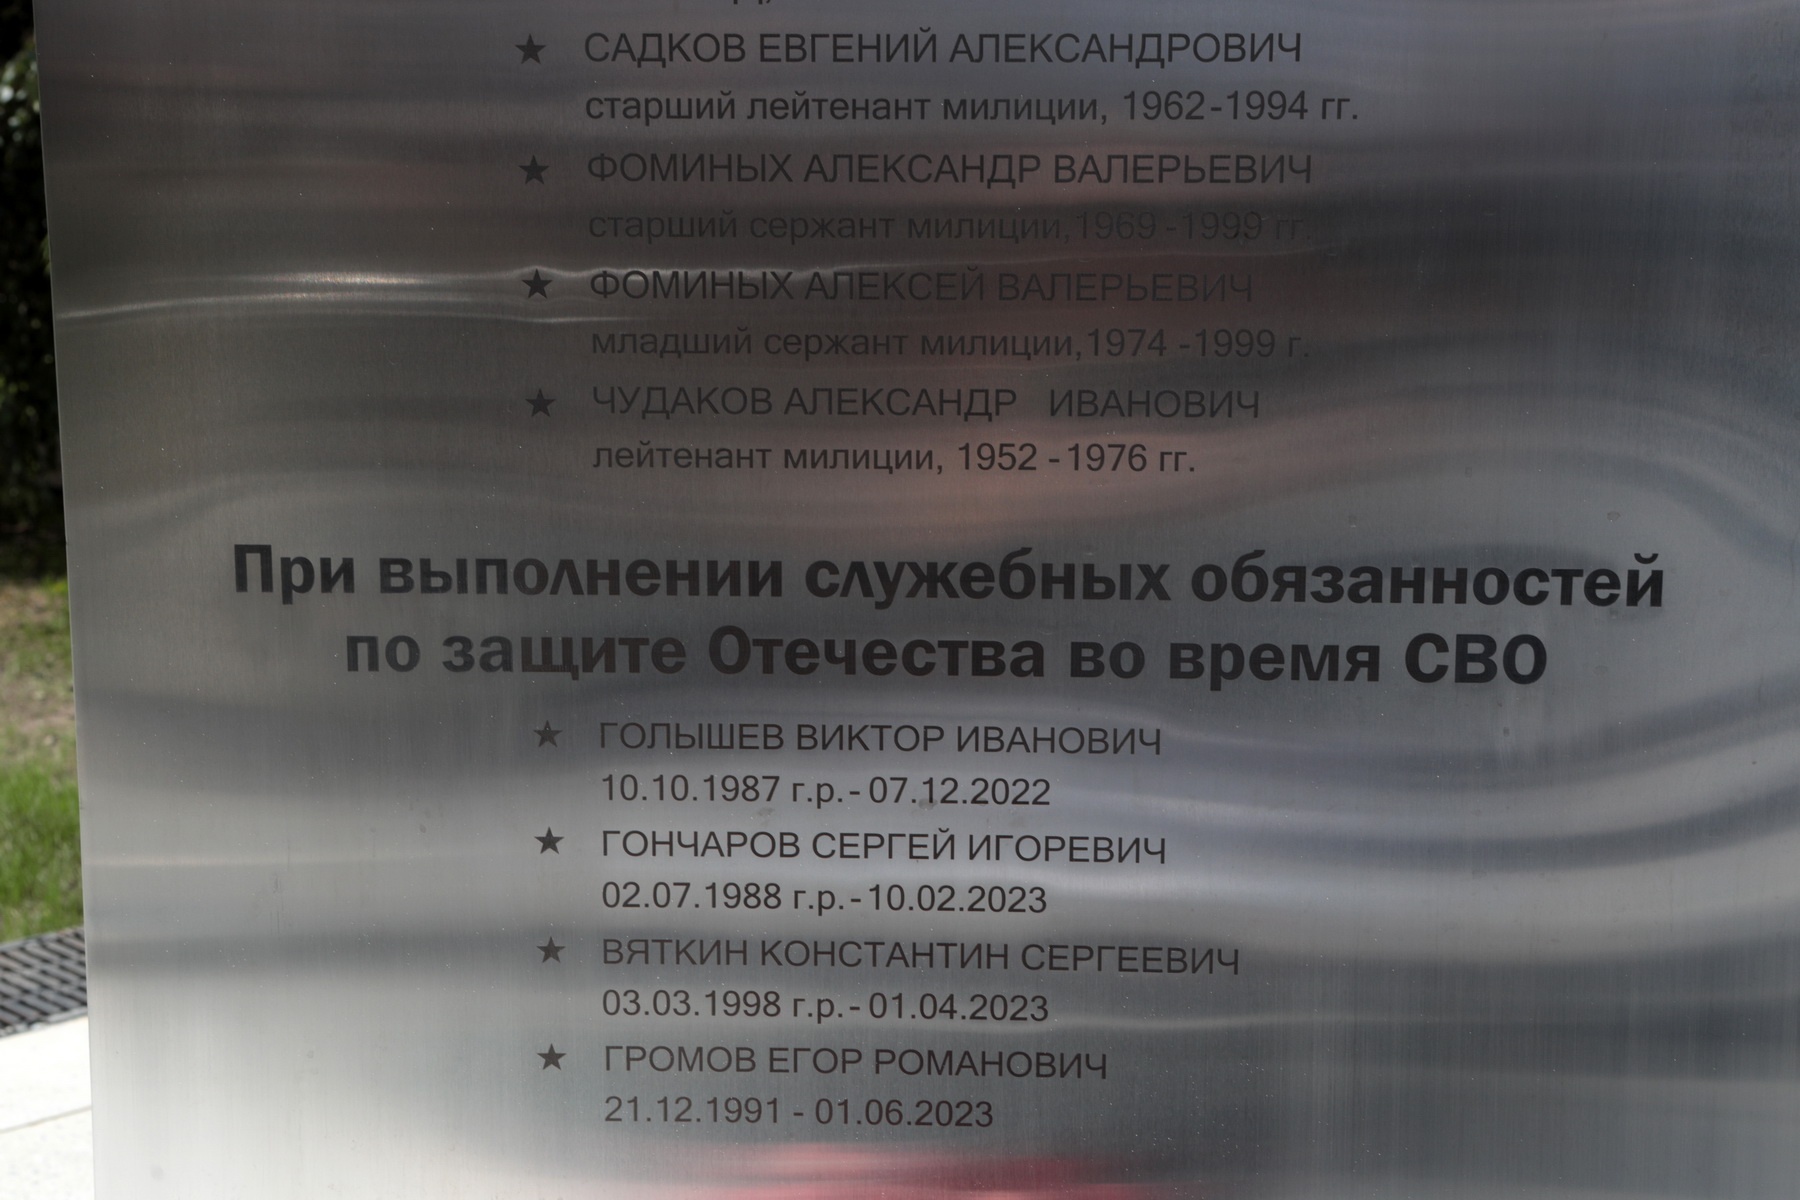 ★ САДКОВ ЕВГЕНИЙ АЛЕКСАНДРОВИЧ
старший лейтенант милиции, 1962-1994 гг.
★ ФОМИНЫХ АЛЕКСАНДР ВАЛЕРЬЕВИЧ
старший сержант милиции,1969-1999 гг.
★ ФОМИНЫХ АЛЕКСЕЙ ВАЛЕРЬЕВИЧ
младший сержант милиции,1974 -1999 г.
★ ЧУДАКОВ АЛЕКСАНДР ИВАНОВИЧ
лейтенант милиции, 1952 - 1976 гг.
При выполнении служебных обязанностей
по защите Отечества во время СВО
★ ГОЛЫШЕВ ВИКТОР ИВАНОВИЧ
10.10.1987 г.р.- 07.12.2022
★ ГОНЧАРОВ СЕРГЕЙ ИГОРЕВИЧ
02.07.1988 г.р.- 10.02.2023
★ ВЯТКИН КОНСТАНТИН СЕРГЕЕВИЧ
03.03.1998 г.р.- 01.04.2023
★ ГРОМОВ ЕГОР РОМАНОВИЧ
21.12.1991 - 01.06.2023